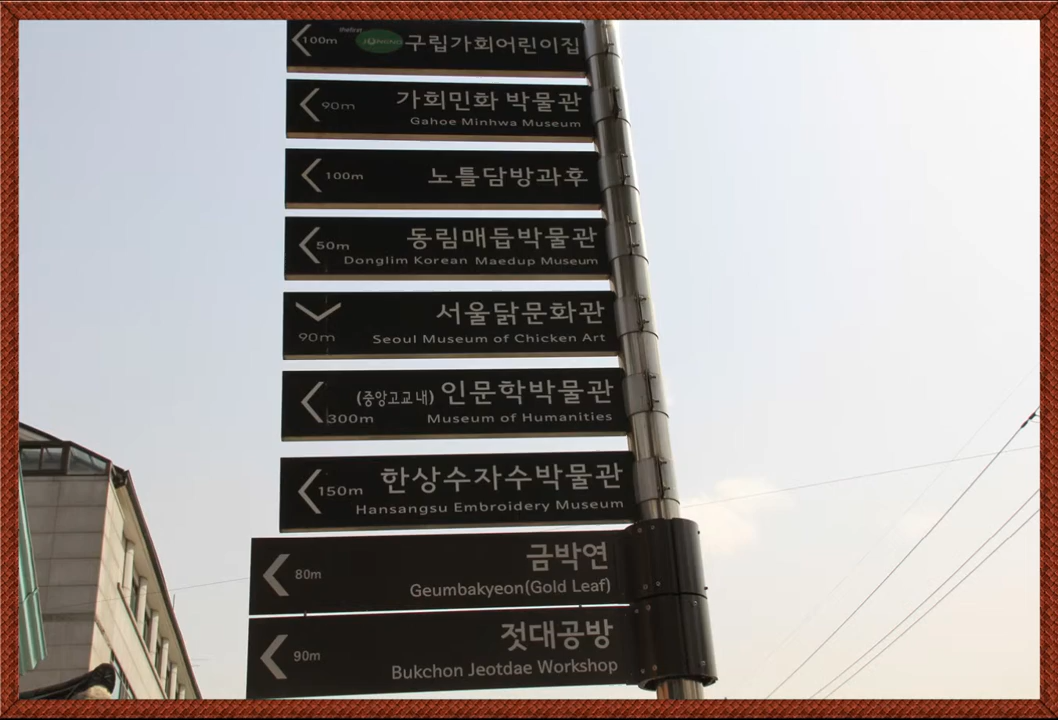 100m JONGNO 구립가회어린이집
90m 가회민화 박물관
Gahoe Minhwa Museum
100m 노틀담방과후
50m 동림매듭박물관
Donglim Korean Maedup Museum
서울닭문화관
90m Seoul Museum of Chicken Art
(중앙고교 내) 인문학박물관
300m Museum of Humanities
150m 한상수자수박물관
Hansangsu Embroidery Museum
금박연
80m Geumbakyeon(Gold Leaf)
젓대공방
90m Bukchon Jeotdae Workshop